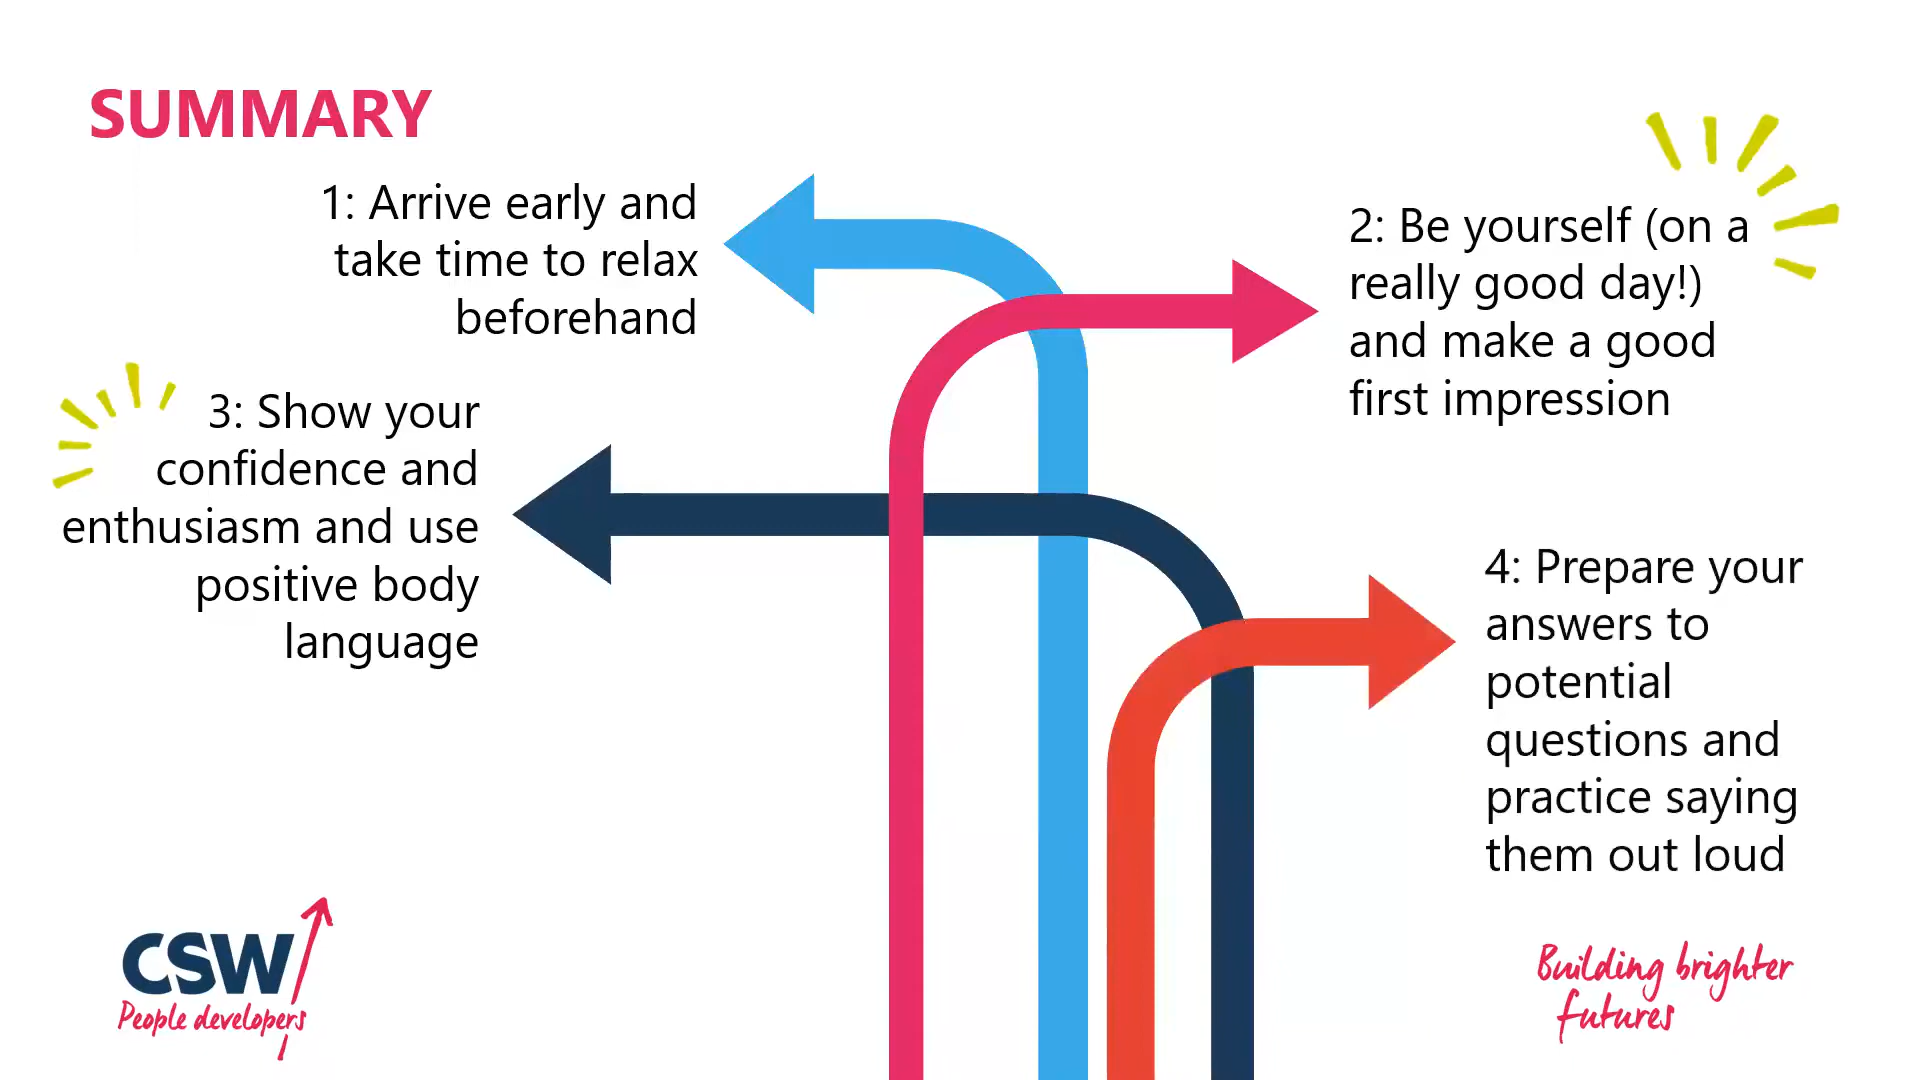 SUMMARY
1: Arrive early and
take time to relax
beforehand
2: Be yourself (on a
really good day!)
and make a good
first impression
3: Show your
confidence and
enthusiasm and use
positive body
language
4: Prepare your
answers to
potential
questions and
practice saying
them out loud
CSW
People developers
Building brighter
futures